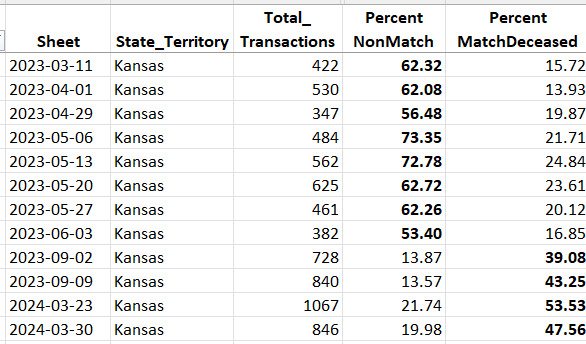 Total_ Percent Percent
Sheet State_Territory Transactions NonMatch MatchDeceased
2023-03-11 Kansas 422 62.32 15.72
2023-04-01 Kansas 530 62.08 13.93
2023-04-29 Kansas 347 56.48 19.87
2023-05-06 Kansas 484 73.35 21.71
2023-05-13 Kansas 562 72.78 24.84
2023-05-20 Kansas 625 62.72 23.61
2023-05-27 Kansas 461 62.26 20.12
2023-06-03 Kansas 382 53.40 16.85
2023-09-02 Kansas 728 13.87 39.08
2023-09-09 Kansas 840 13.57 43.25
2024-03-23 Kansas 1067 21.74 53.53
2024-03-30 Kansas 846 19.98 47.56